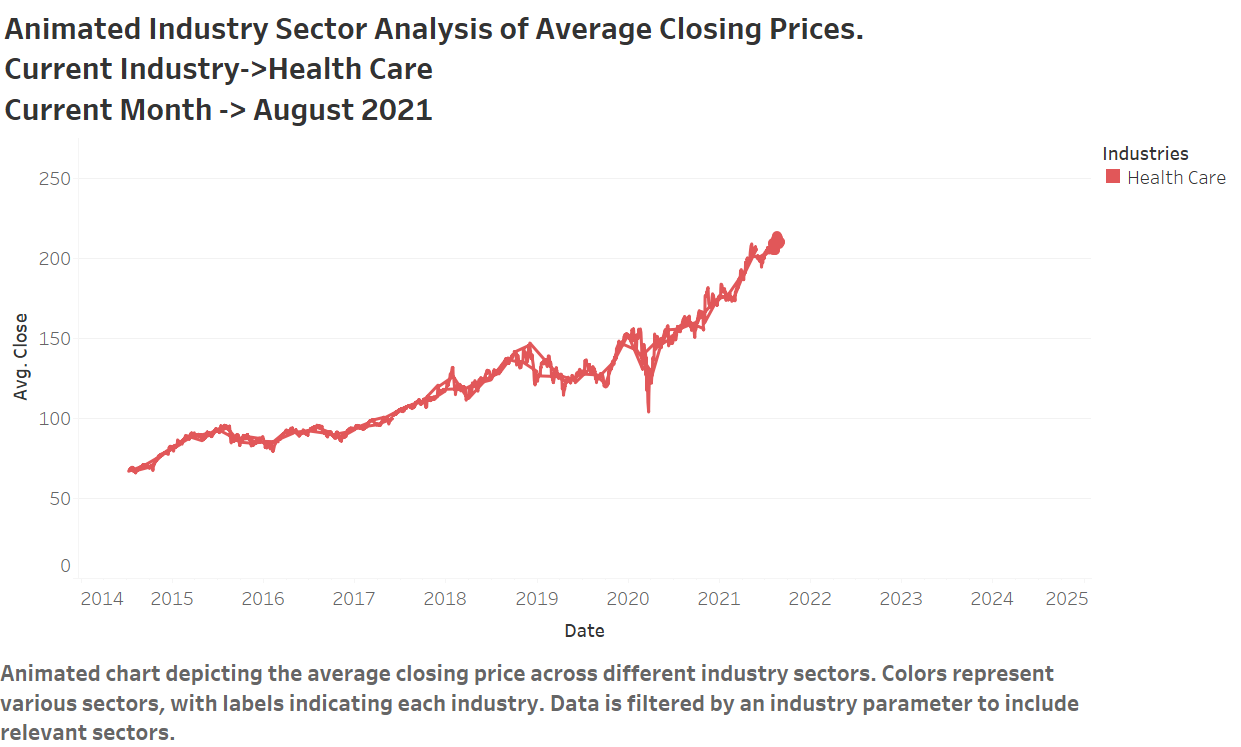 Animated Industry Sector Analysis of Average Closing Prices.
Current Industry->Health Care
Current Month -> August 2021
Industries
Health Care
250
200
150
100
50
0
Avg. Close
2014 2015 2016 2017 2018 2019 2020 2021 2022 2023 2024 2025
Date
Animated chart depicting the average closing price across different industry sectors. Colors represent
various sectors, with labels indicating each industry. Data is filtered by an industry parameter to include
relevant sectors.